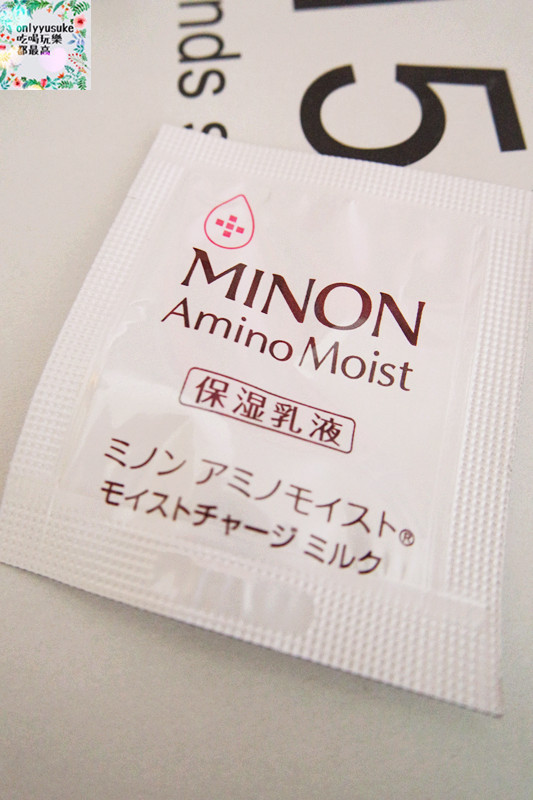 onlyyusuke
吃喝玩樂
都最高
nds s
5
MINON
Amino Moist
保湿乳液
ミノン アミノモイスト®
モイストチャージ ミルク